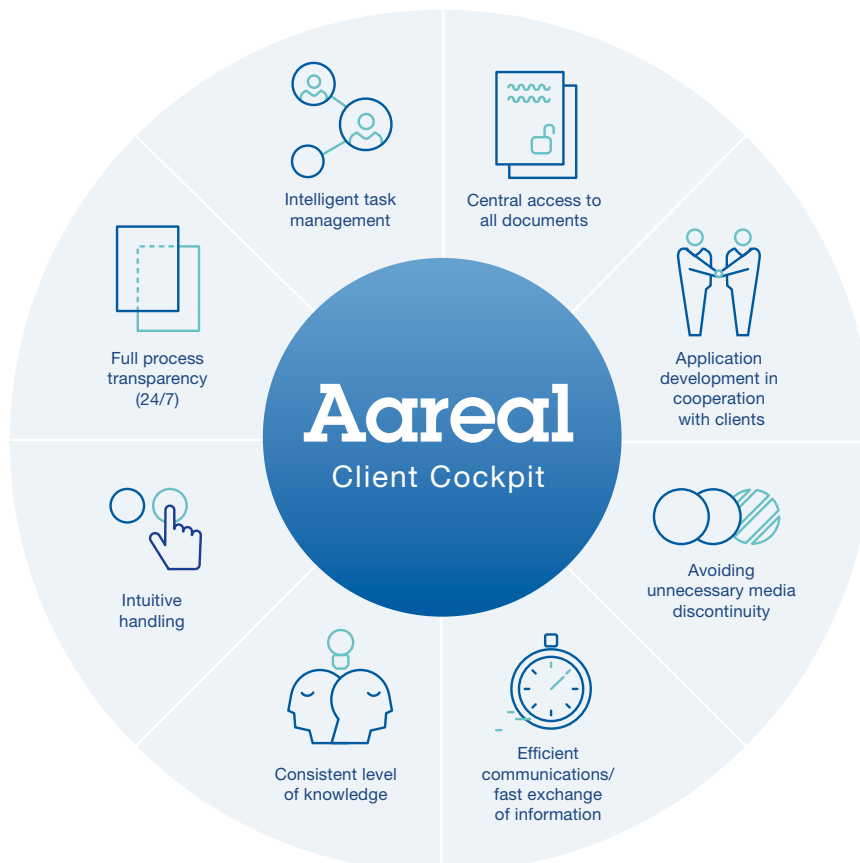 Intelligent task
management
Central access to
all documents
Full process
transparency
(24/7)
Application
development in
cooperation
with clients
Aareal
Client Cockpit
Intuitive
handling
Avoiding
unnecessary media
discontinuity
Consistent level
of knowledge
Efficient
communications/
fast exchange
of information